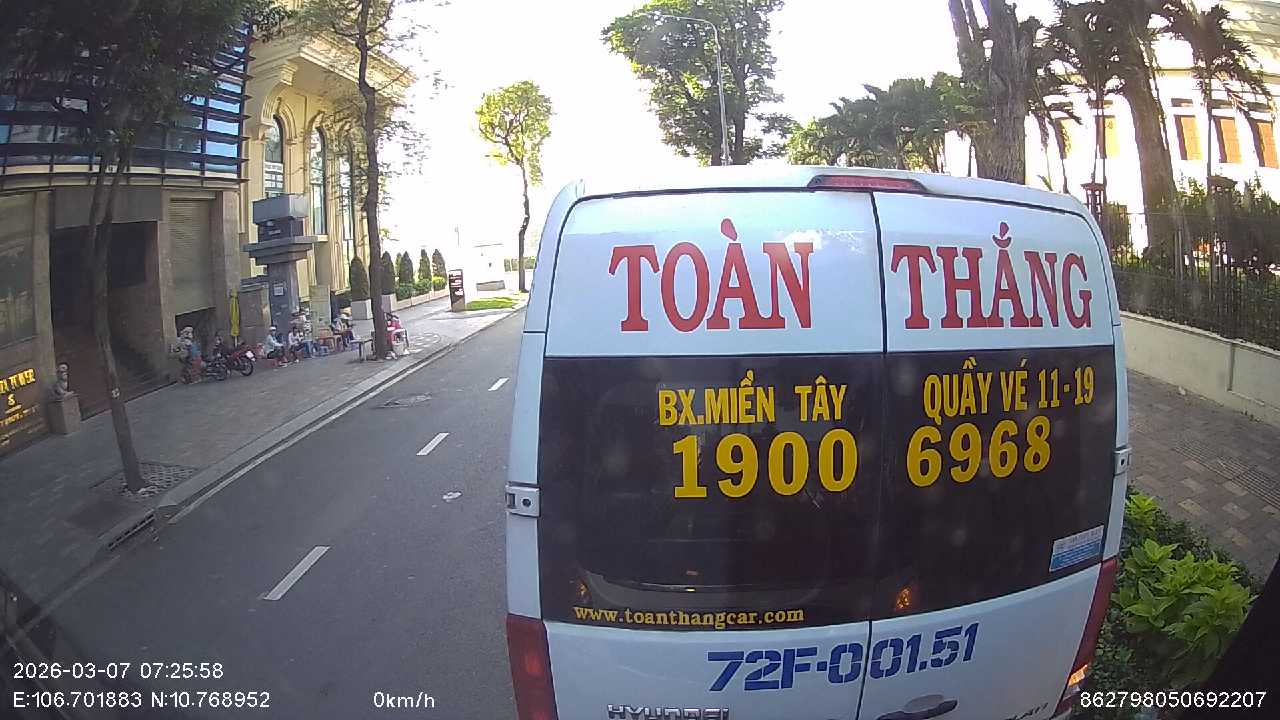 TOÀN THẮNG
BX.MIỀN TÂY QUẦY VÉ 11-19
1900 6968
www.toanthangcar.com
72F-001.51
HYUNDAI
2026-03-07 07:25:58
E:106.701883 N:10.768952
0km/h
862798050692207